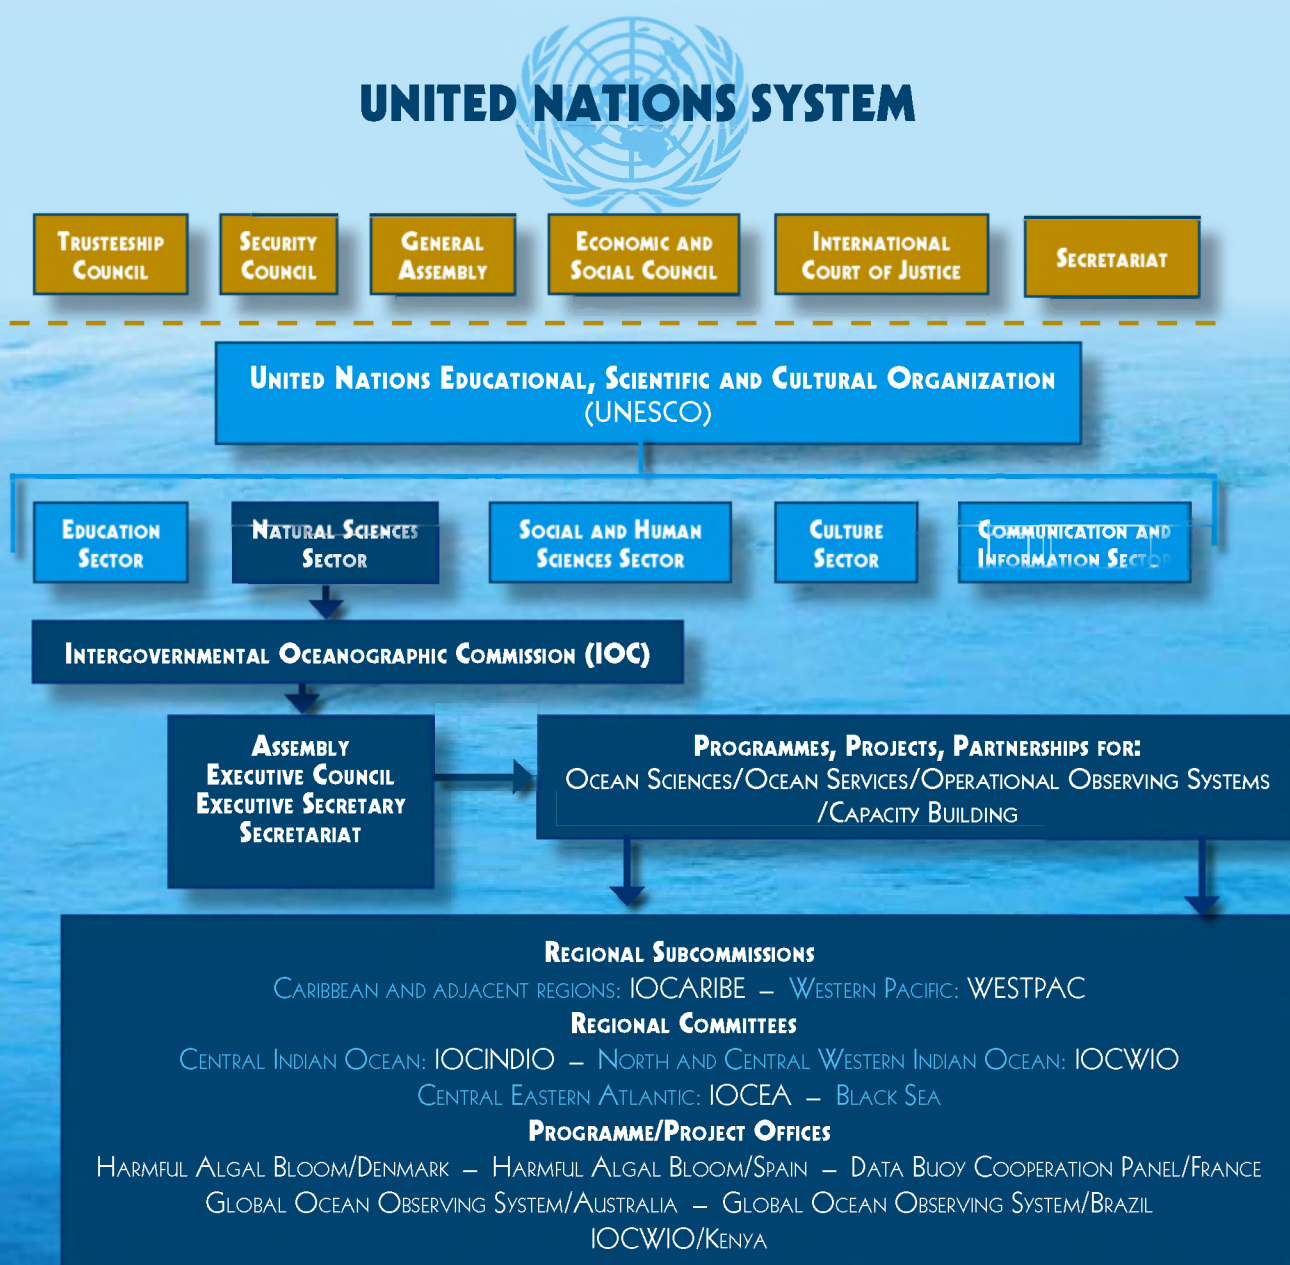 UNITED NATIONS SYSTEM
TRUSTEESHIP
COUNCIL
SECURITY
COUNCIL
GENERAL
ASSEMBLY
ECONOMIC AND
SOCIAL COUNCIL
INTERNATIONAL
COURT OF JUSTICE
SECRETARIAT
UNITED NATIONS EDUCATIONAL, SCIENTIFIC AND CULTURAL ORGANIZATION
(UNESCO)
EDUCATION
SECTOR
NATURAL SCIENCES
SECTOR
SOCIAL AND HUMAN
SCIENCES SECTOR
CULTURE
SECTOR
COMMUNICATION AND
INFORMATION SECTOR
INTERGOVERNMENTAL OCEANOGRAPHIC COMMISSION (IOC)
ASSEMBLY
EXECUTIVE COUNCIL
EXECUTIVE SECRETARY
SECRETARIAT
PROGRAMMES, PROJECTS, PARTNERSHIPS FOR:
OCEAN SCIENCES/OCEAN SERVICES/OPERATIONAL OBSERVING SYSTEMS
/CAPACITY BUILDING
REGIONAL SUBCOMMISSIONS
CARIBBEAN AND ADJACENT REGIONS: IOCARIBE – WESTERN PACIFIC: WESTPAC
REGIONAL COMMITTEES
CENTRAL INDIAN OCEAN: IOCINDIO – NORTH AND CENTRAL WESTERN INDIAN OCEAN: IOCWIO
CENTRAL EASTERN ATLANTIC: IOCEA – BLACK SEA
PROGRAMME/PROJECT OFFICES
HARMFUL ALGAL BLOOM/DENMARK – HARMFUL ALGAL BLOOM/SPAIN – DATA BUOY COOPERATION PANEL/FRANCE
GLOBAL OCEAN OBSERVING SYSTEM/AUSTRALIA – GLOBAL OCEAN OBSERVING SYSTEM/BRAZIL
IOCWIO/KENYA